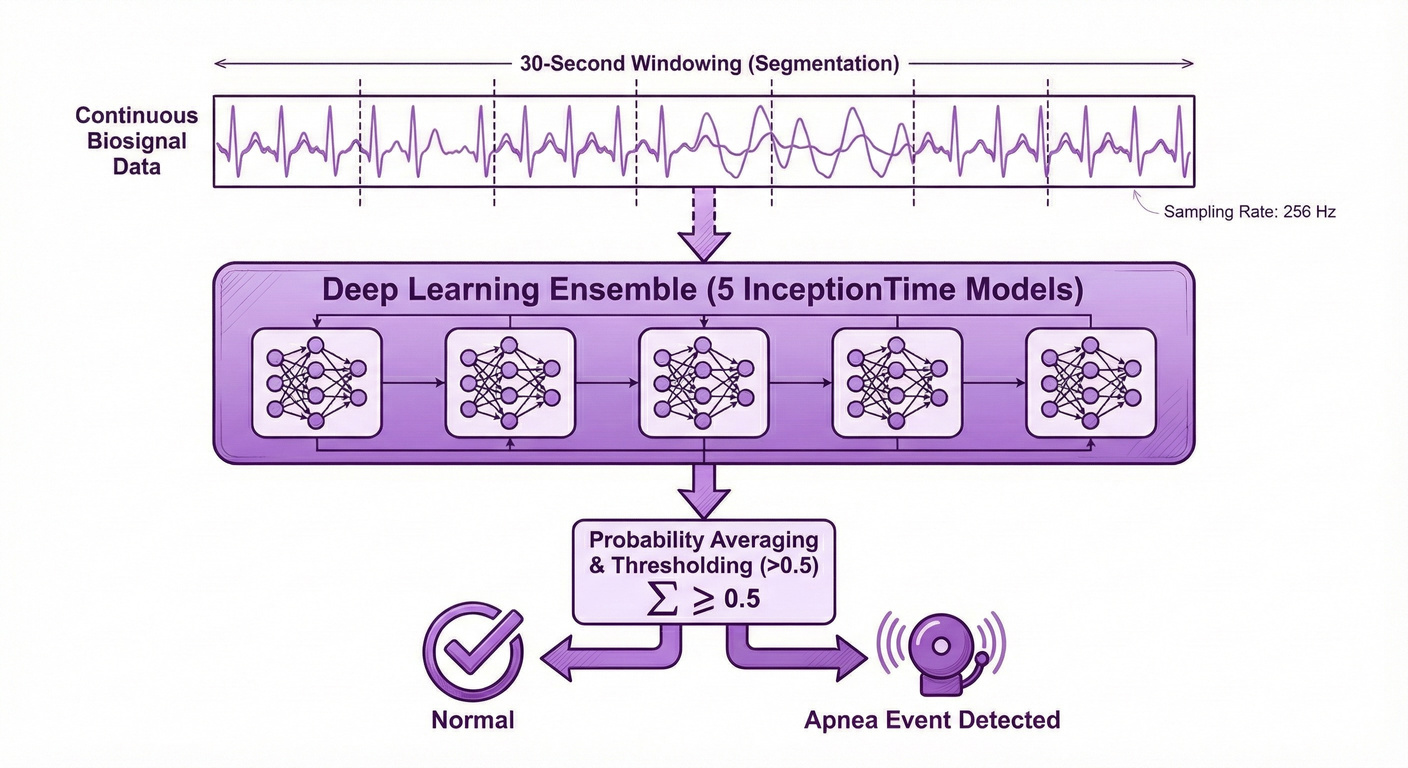 30-Second Windowing (Segmentation)
Continuous
Biosignal
Data
Sampling Rate: 256 Hz
Deep Learning Ensemble (5 InceptionTime Models)
Probability Averaging
& Thresholding (>0.5)
∑ ⩾ 0.5
Normal
Apnea Event Detected